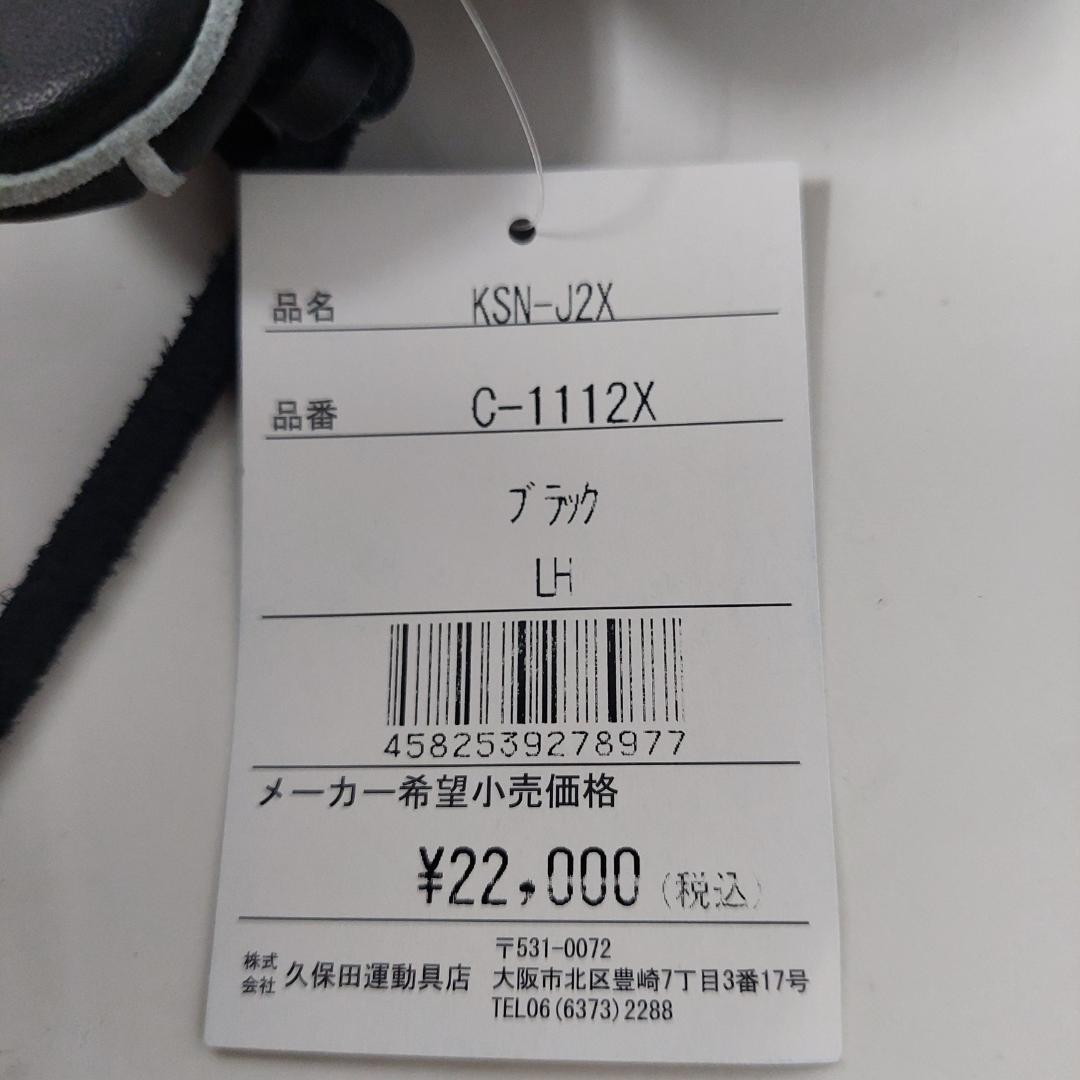 品名 KSN-J2X
品番 C-1112X
ブラック
LH
4582539278977
メーカー希望小売価格
¥22,000（税込）
株式会社 久保田運動具店
〒531-0072
大阪市北区豊崎7丁目3番17号
TEL06(6373)2288